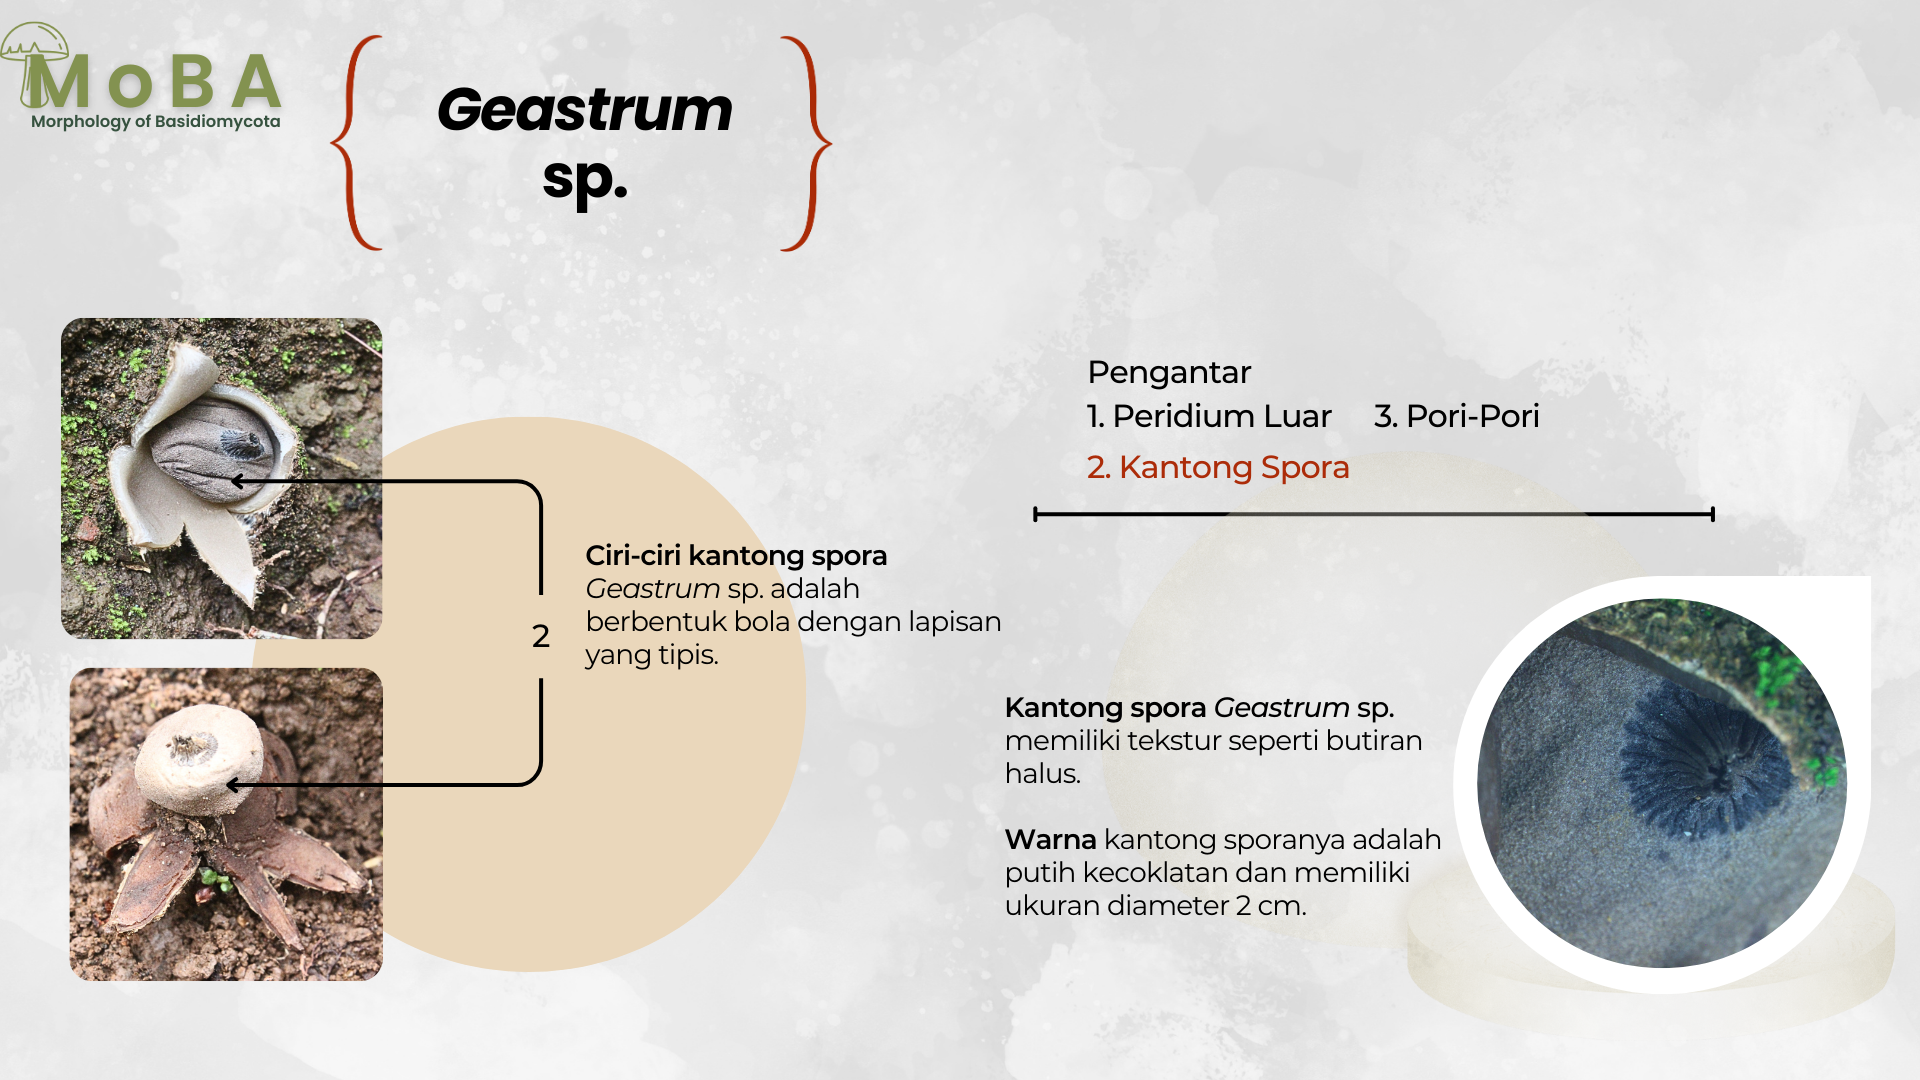 MoBA
Morphology of Basidiomycota
Geastrum
sp.
Pengantar
1. Peridium Luar 3. Pori-Pori
2. Kantong Spora
Ciri-ciri kantong spora
Geastrum sp. adalah
berbentuk bola dengan lapisan
yang tipis.
2
Kantong spora Geastrum sp.
memiliki tekstur seperti butiran
halus.
Warna kantong sporanya adalah
putih kecoklatan dan memiliki
ukuran diameter 2 cm.